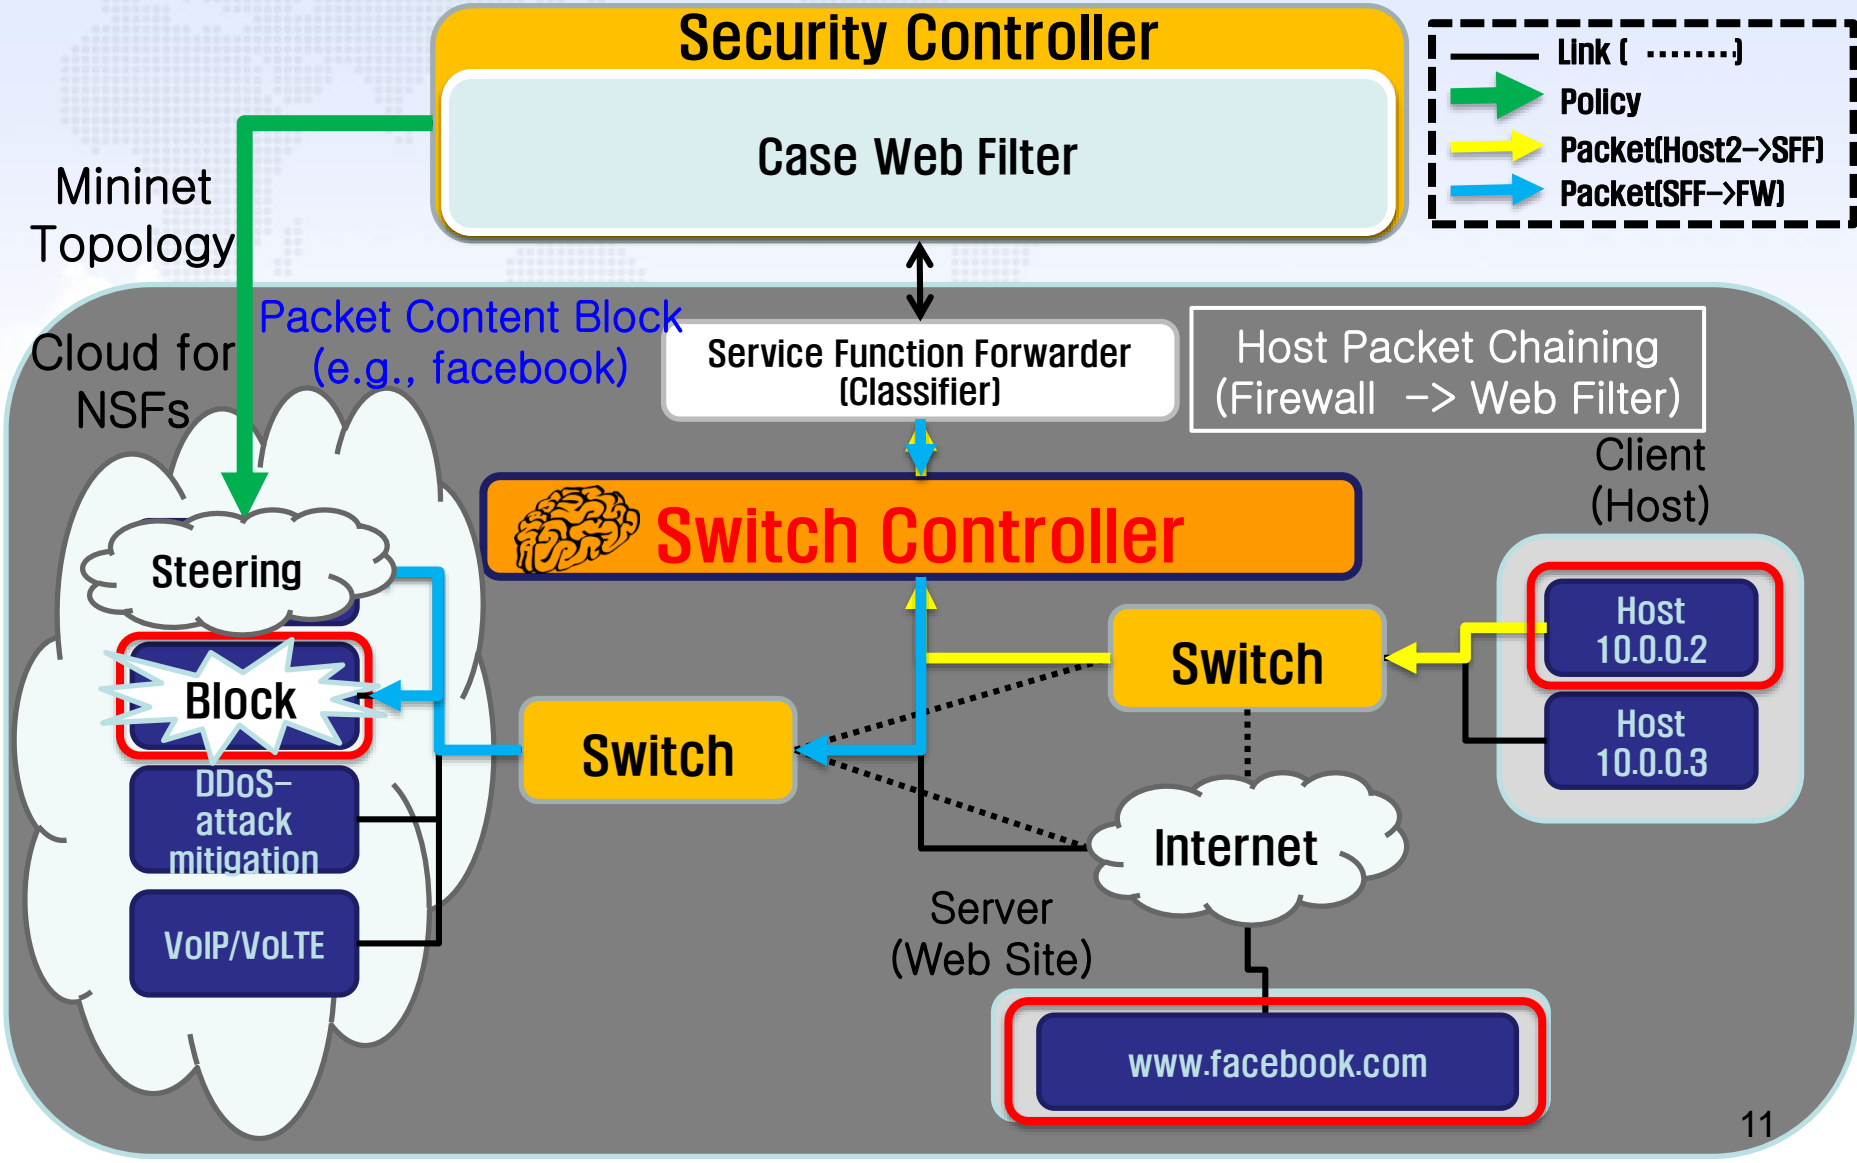 Security Controller
Case Web Filter
Link ( ········)
Policy
Packet(Host2->SFF)
Packet(SFF->FW)
Mininet
Topology
Cloud for
NSFs
Packet Content Block
(e.g., facebook)
Service Function Forwarder
(Classifier)
Host Packet Chaining
(Firewall -> Web Filter)
Client
(Host)
Switch Controller
Steering
Block
DDoS-
attack
mitigation
VoIP/VoLTE
Switch
Switch
Host
10.0.0.2
Host
10.0.0.3
Internet
Server
(Web Site)
www.facebook.com
11